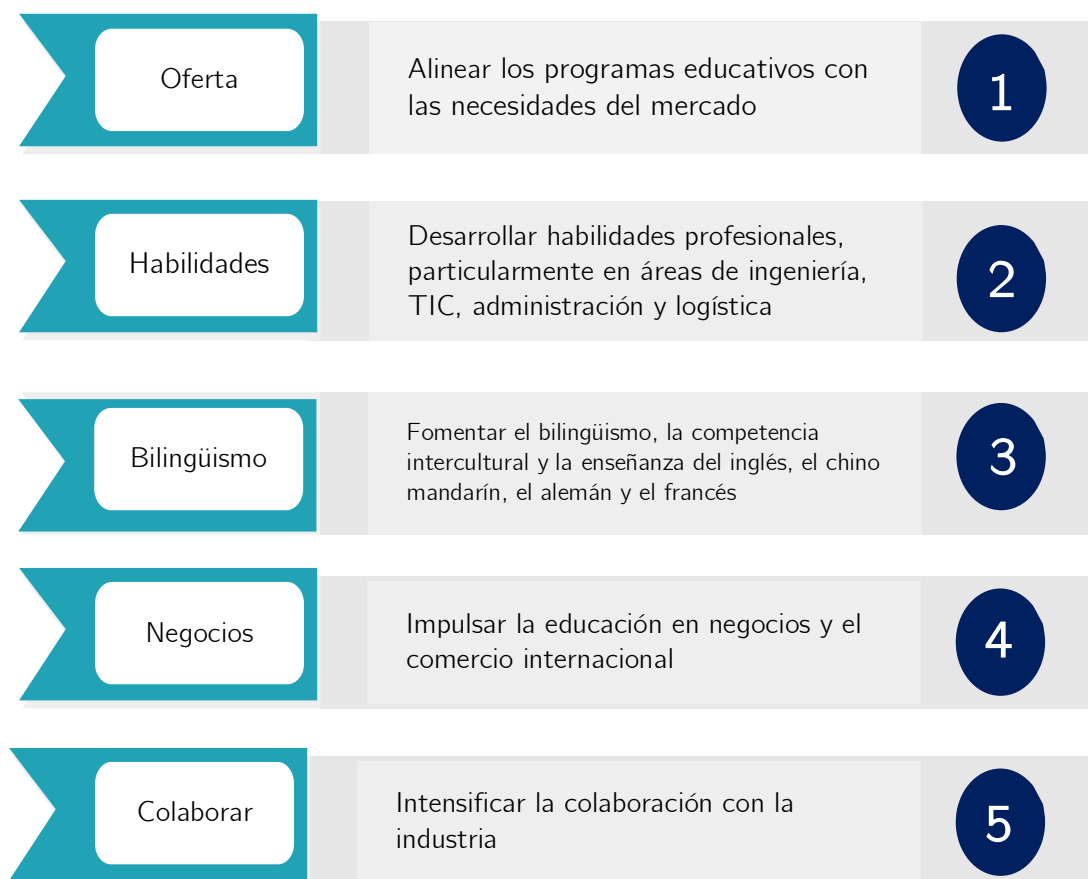 Oferta
Alinear los programas educativos con
las necesidades del mercado
1
Habilidades
Desarrollar habilidades profesionales,
particularmente en áreas de ingeniería,
TIC, administración y logística
2
Bilingüismo
Fomentar el bilingüismo, la competencia
intercultural y la enseñanza del inglés, el chino
mandarín, el alemán y el francés
3
Negocios
Impulsar la educación en negocios y el
comercio internacional
4
Colaborar
Intensificar la colaboración con la
industria
5